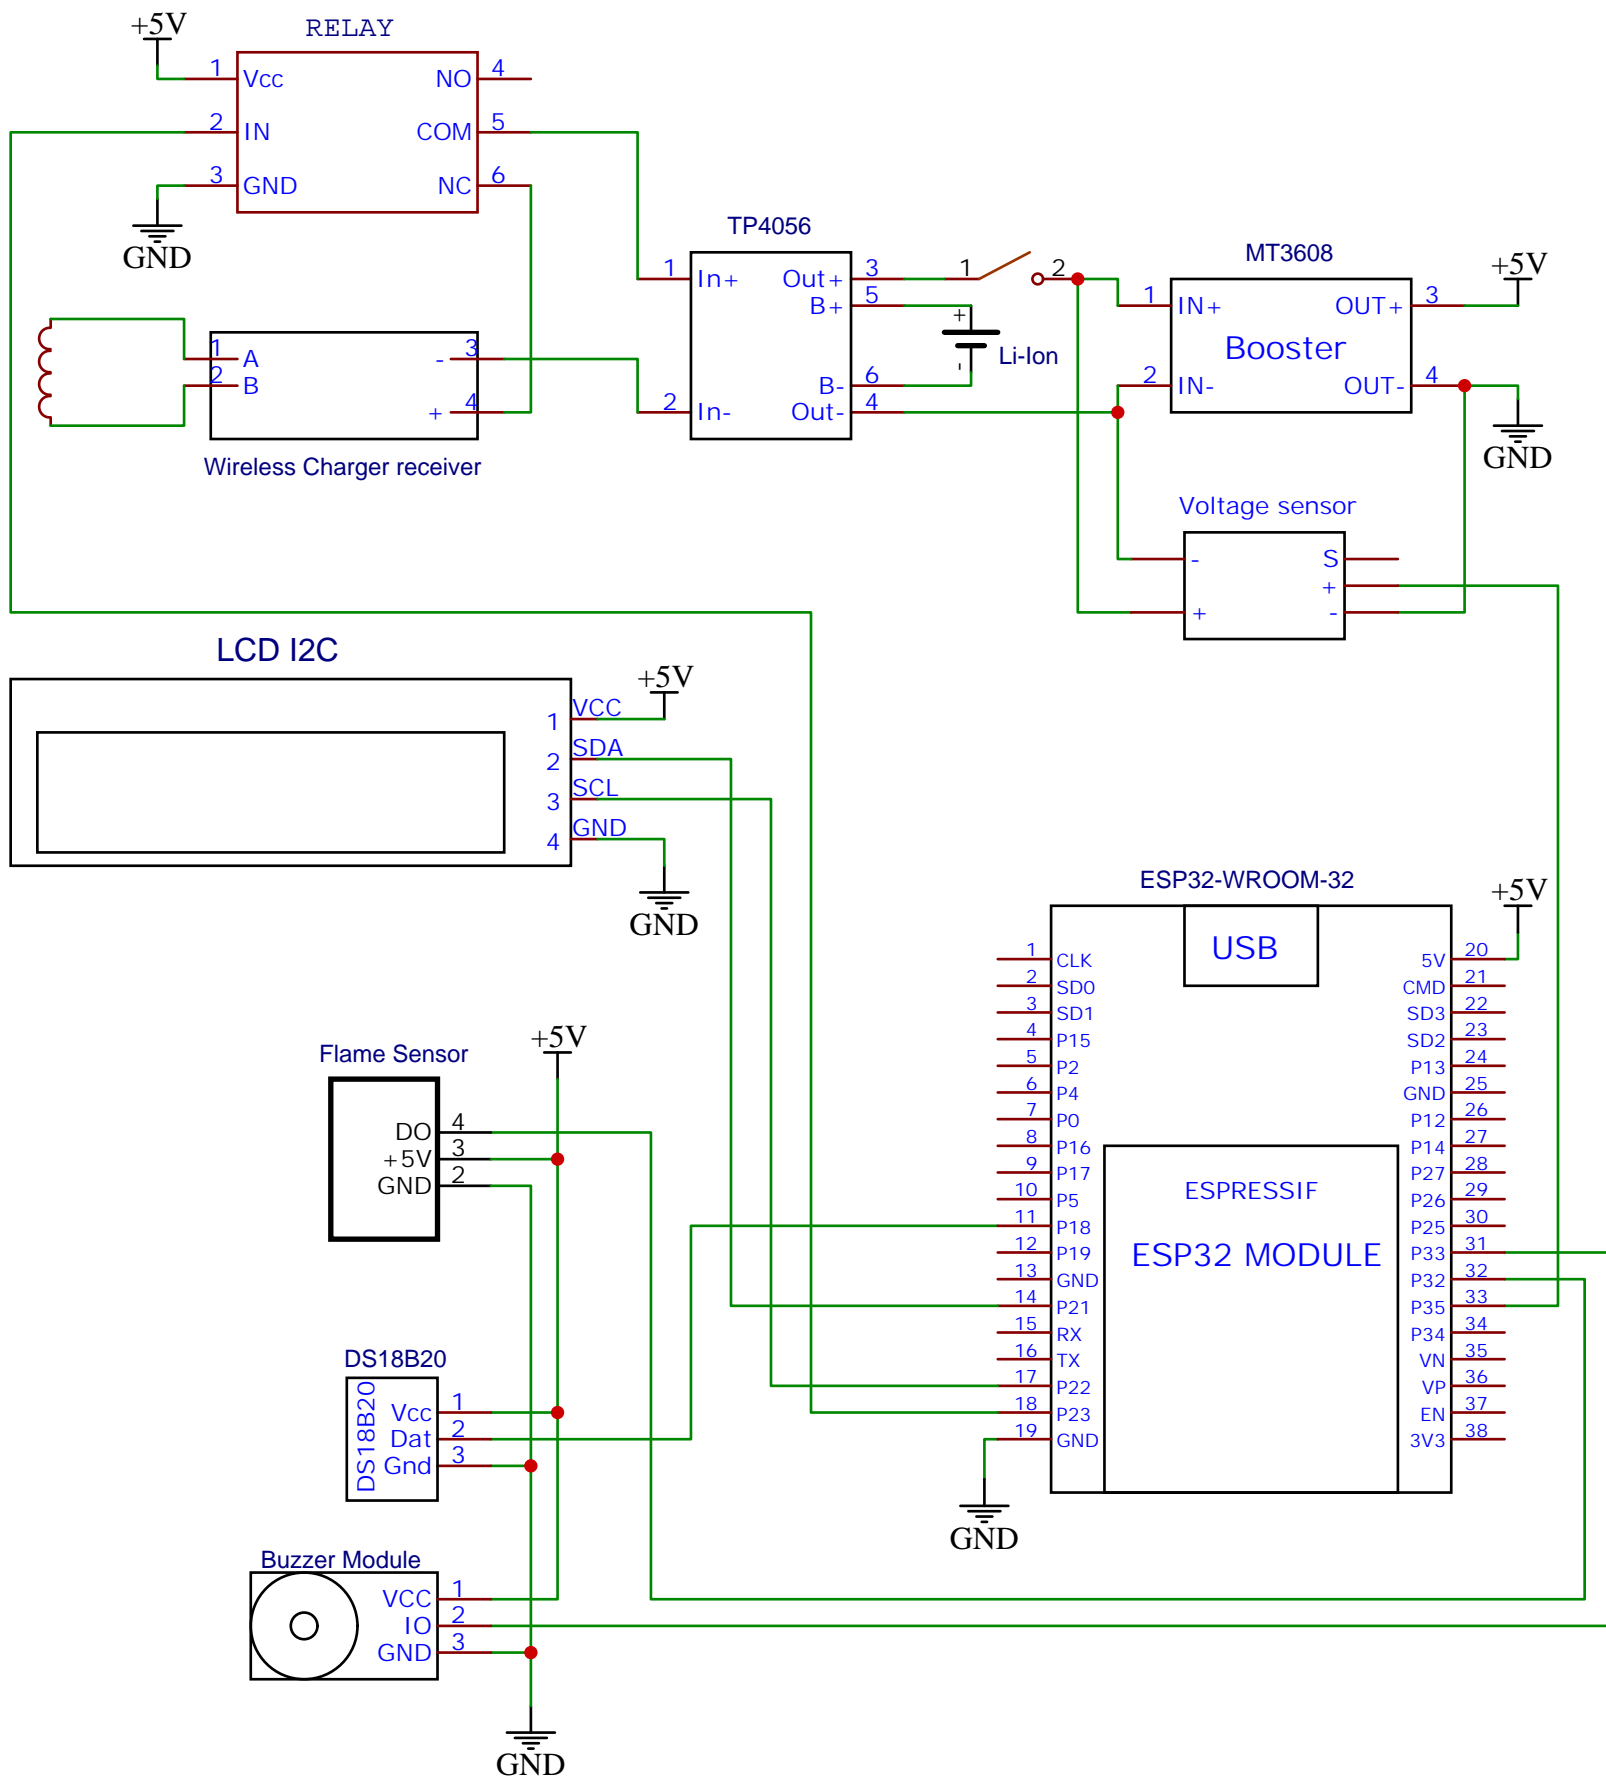 +5V
RELAY
1 Vcc
2 IN
3 GND
NO 4
COM 5
NC 6
GND
TP4056
1 In+
2 In-
Out+ 3
B+ 5
B- 6
Out- 4
1 2
+
-
Li-Ion
MT3608
1 IN+
2 IN-
Booster
OUT+ 3
OUT- 4
+5V
GND
1 A
2 B
- 3
+ 4
Wireless Charger receiver
Voltage sensor
-
+
S
+
-
LCD I2C
1 VCC
2 SDA
3 SCL
4 GND
+5V
GND
ESP32-WROOM-32
USB
+5V
1 CLK
2 SD0
3 SD1
4 P15
5 P2
6 P4
7 P0
8 P16
9 P17
10 P5
11 P18
12 P19
13 GND
14 P21
15 RX
16 TX
17 P22
18 P23
19 GND
5V 20
CMD 21
SD3 22
SD2 23
P13 24
GND 25
P12 26
P14 27
P27 28
P26 29
P25 30
P33 31
P32 32
P35 33
P34 34
VN 35
VP 36
EN 37
3V3 38
ESPRESSIF
ESP32 MODULE
GND
Flame Sensor
+5V
DO 4
+5V 3
GND 2
DS18B20
DS18B20
Vcc 1
Dat 2
Gnd 3
Buzzer Module
VCC 1
IO 2
GND 3
GND